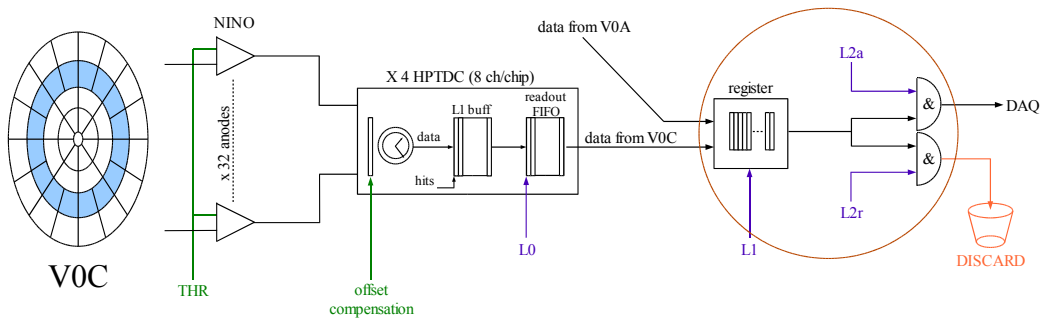 NINO
data from V0A
X 4 HPTDC (8 ch/chip)
L2a
L1 buff
readout
FIFO
register
&
DAQ
data
data from V0C
x 32 anodes
hits
&
L2r
V0C
L0
L1
DISCARD
THR
offset
compensation